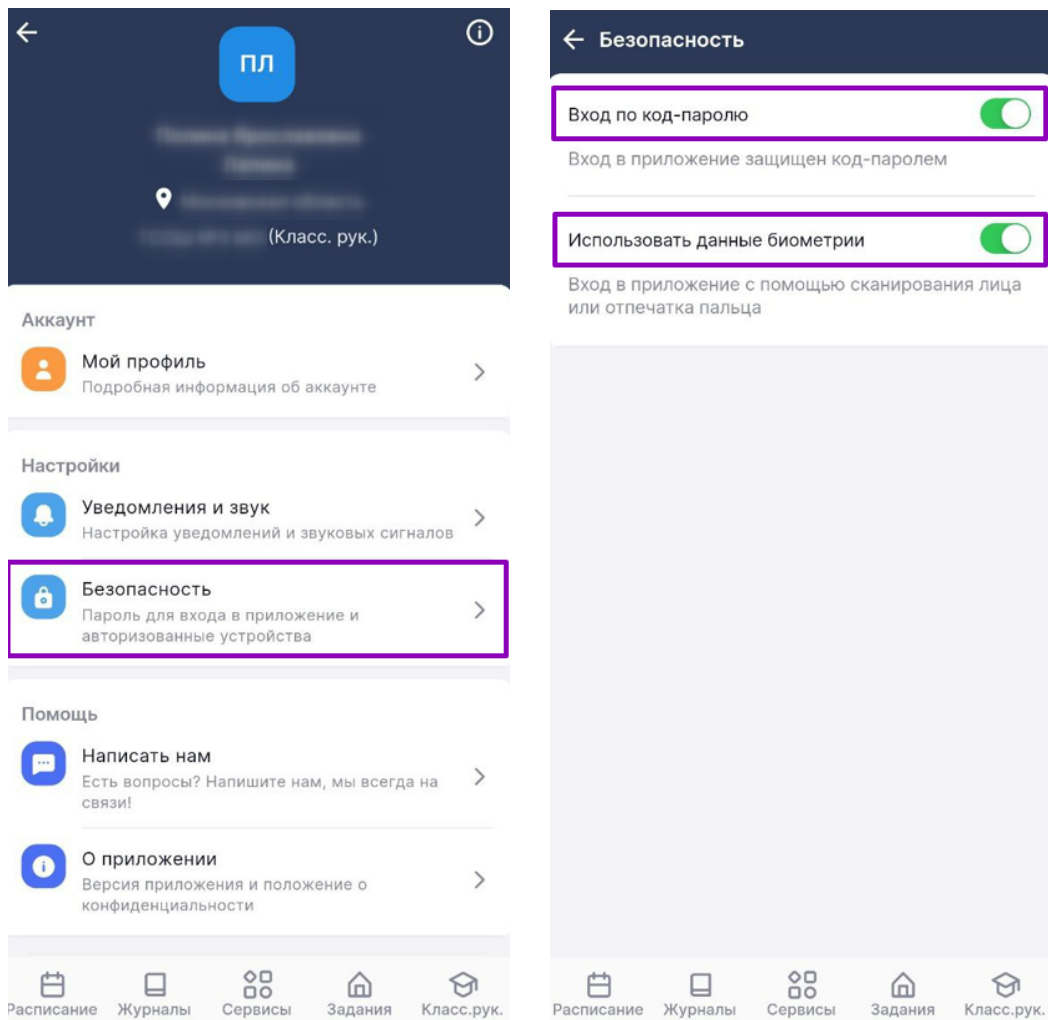 ПЛ
(Класс. рук.)
Аккаунт
Мой профиль
Подробная информация об аккаунте
Настройки
Уведомления и звук
Настройка уведомлений и звуковых сигналов
Безопасность
Пароль для входа в приложение и
авторизованные устройства
Помощь
Написать нам
Есть вопросы? Напишите нам, мы всегда на
связи!
О приложении
Версия приложения и положение о
конфиденциальности
Расписание
Журналы
Сервисы
Задания
Класс.рук.
Безопасность
Вход по код-паролю
Вход в приложение защищен код-паролем
Использовать данные биометрии
Вход в приложение с помощью сканирования лица
или отпечатка пальца
Расписание
Журналы
Сервисы
Задания
Класс.рук.